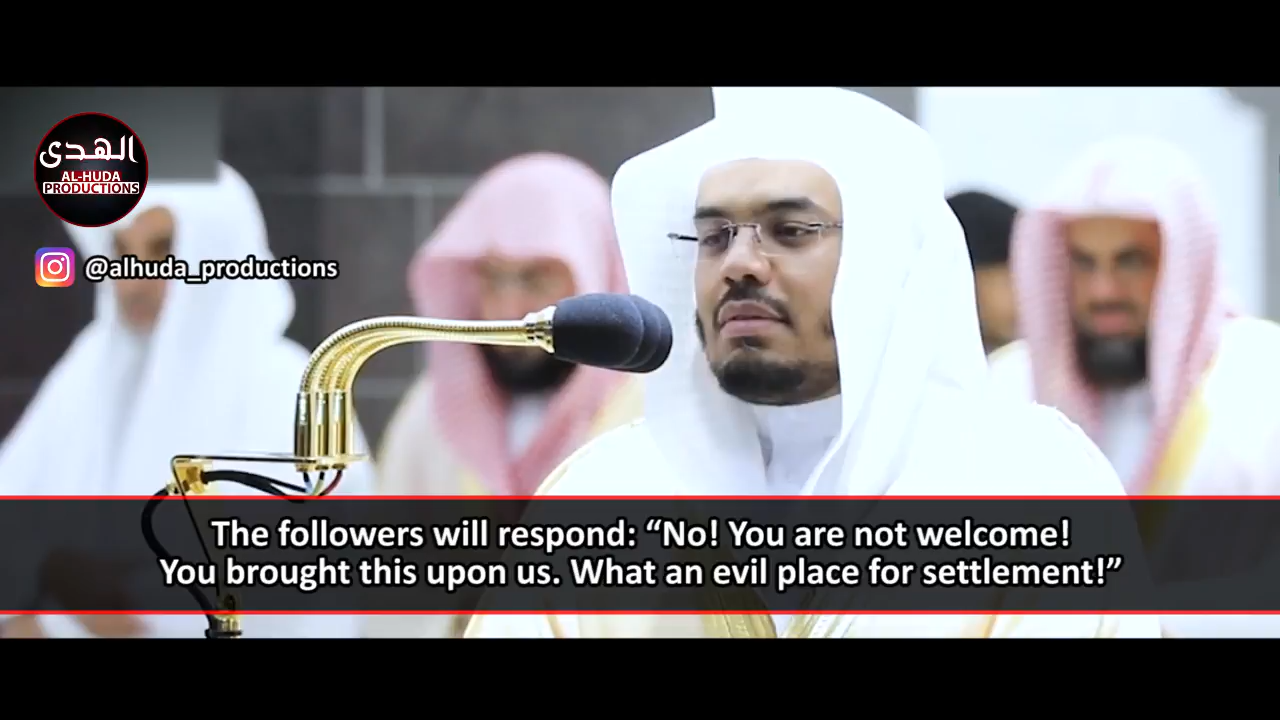 الهدى
AL-HUDA
PRODUCTIONS
@alhuda_productions
The followers will respond: “No! You are not welcome!
You brought this upon us. What an evil place for settlement!”